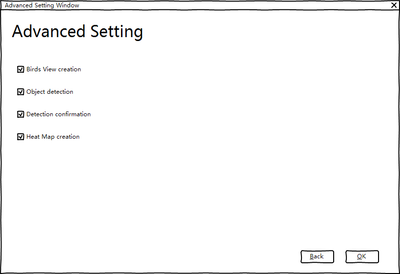 Advanced Setting Window
Advanced Setting
Birds View creation
Object detection
Detection confirmation
Heat Map creation
Back
OK